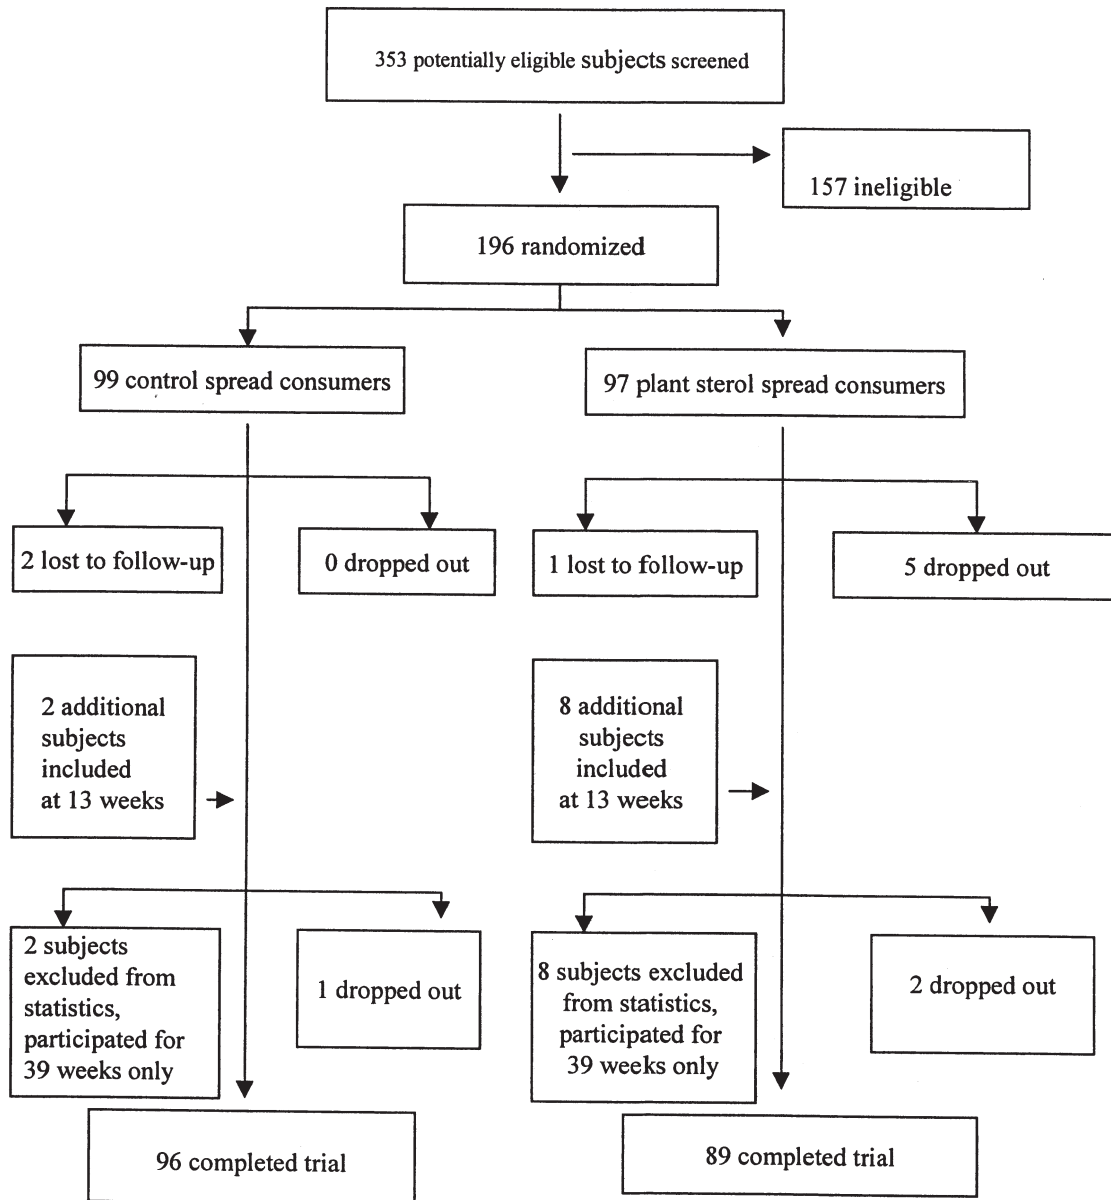 353 potentially eligible subjects screened
157 ineligible
196 randomized
99 control spread consumers
97 plant sterol spread consumers
2 lost to follow-up
0 dropped out
1 lost to follow-up
5 dropped out
2 additional
subjects
included
at 13 weeks
8 additional
subjects
included
at 13 weeks
2 subjects
excluded from
statistics,
participated for
39 weeks only
1 dropped out
8 subjects excluded
from statistics,
participated for
39 weeks only
2 dropped out
96 completed trial
89 completed trial